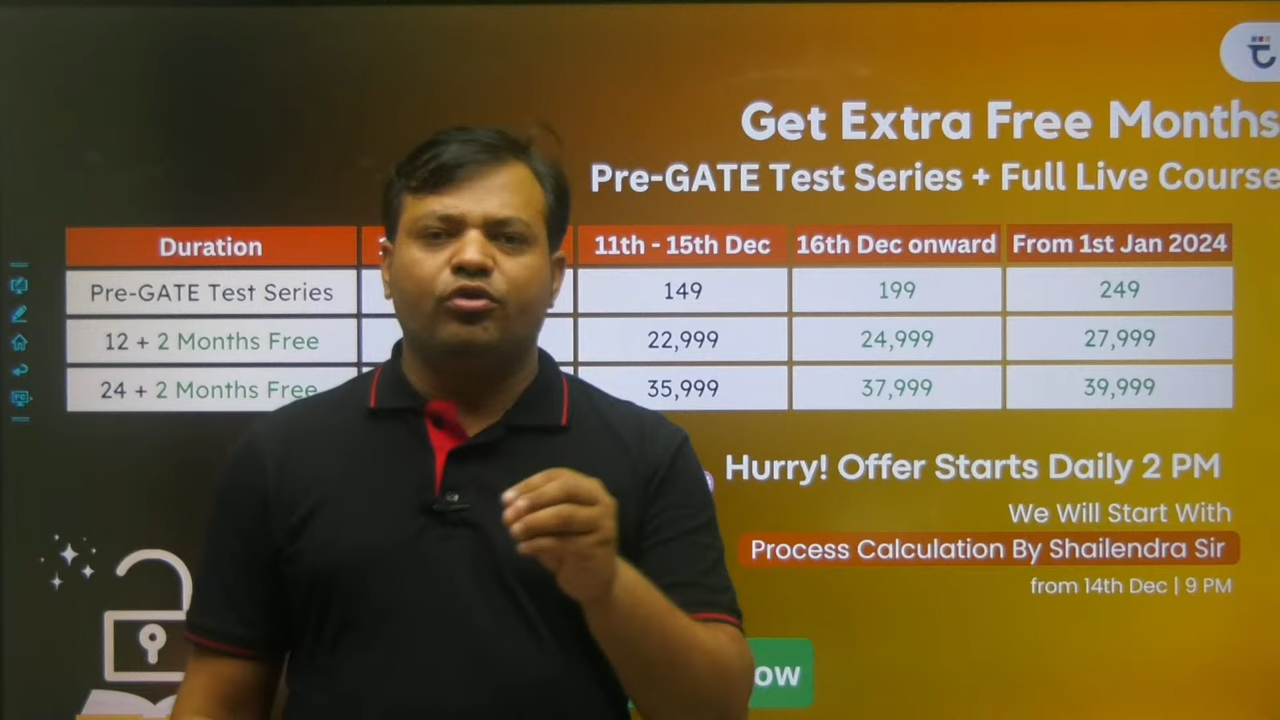 Get Extra Free Months
Pre-GATE Test Series + Full Live Course
Duration 11th - 15th Dec 16th Dec onward From 1st Jan 2024
Pre-GATE Test Series 149 199 249
12 + 2 Months Free 22,999 24,999 27,999
24 + 2 Months Free 35,999 37,999 39,999
Hurry! Offer Starts Daily 2 PM
We Will Start With
Process Calculation By Shailendra Sir
from 14th Dec | 9 PM